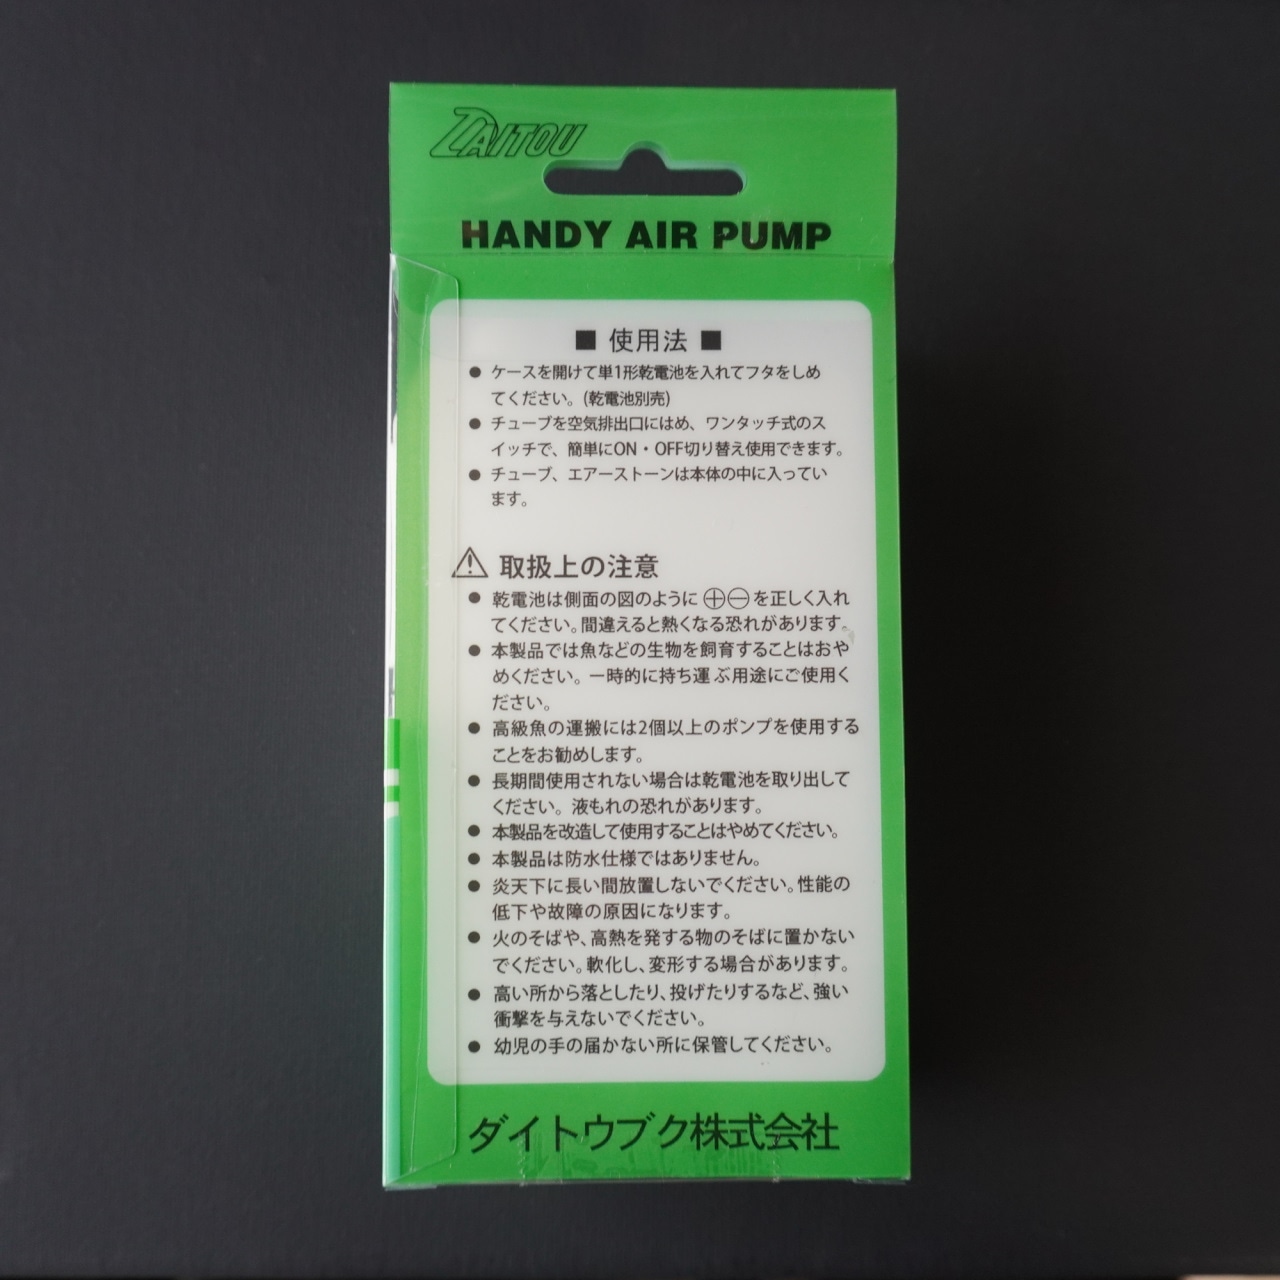 DAITOU
HANDY AIR PUMP
■ 使用法 ■
● ケースを開けて単1形乾電池を入れてフタをしめ
てください。(乾電池別売)
● チューブを空気排出口にはめ、ワンタッチ式のス
イッチで、簡単にON・OFF切り替え使用できます。
● チューブ、エアーストーンは本体の中に入ってい
ます。
⚠ 取扱上の注意
● 乾電池は側面の図のように⊕⊖を正しく入れ
てください。間違えると熱くなる恐れがあります。
● 本製品では魚などの生物を飼育することはおや
めください。一時的に持ち運ぶ用途にご使用く
ださい。
● 高級魚の運搬には2個以上のポンプを使用する
ことをお勧めします。
● 長期間使用されない場合は乾電池を取り出して
ください。液もれの恐れがあります。
● 本製品を改造して使用することはやめてください。
● 本製品は防水仕様ではありません。
● 炎天下に長い間放置しないでください。性能の
低下や故障の原因になります。
● 火のそばや、高熱を発する物のそばに置かない
でください。軟化し、変形する場合があります。
● 高い所から落としたり、投げたりするなど、強い
衝撃を与えないでください。
● 幼児の手の届かない所に保管してください。
ダイトウブク株式会社